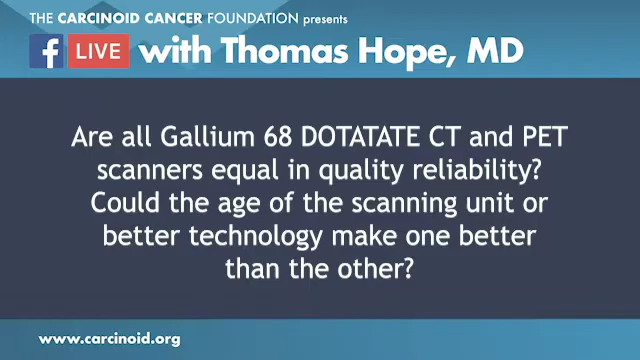 THE CARCINOID CANCER FOUNDATION presents
f LIVE with Thomas Hope, MD
Are all Gallium 68 DOTATATE CT and PET
scanners equal in quality reliability?
Could the age of the scanning unit or
better technology make one better
than the other?
www.carcinoid.org